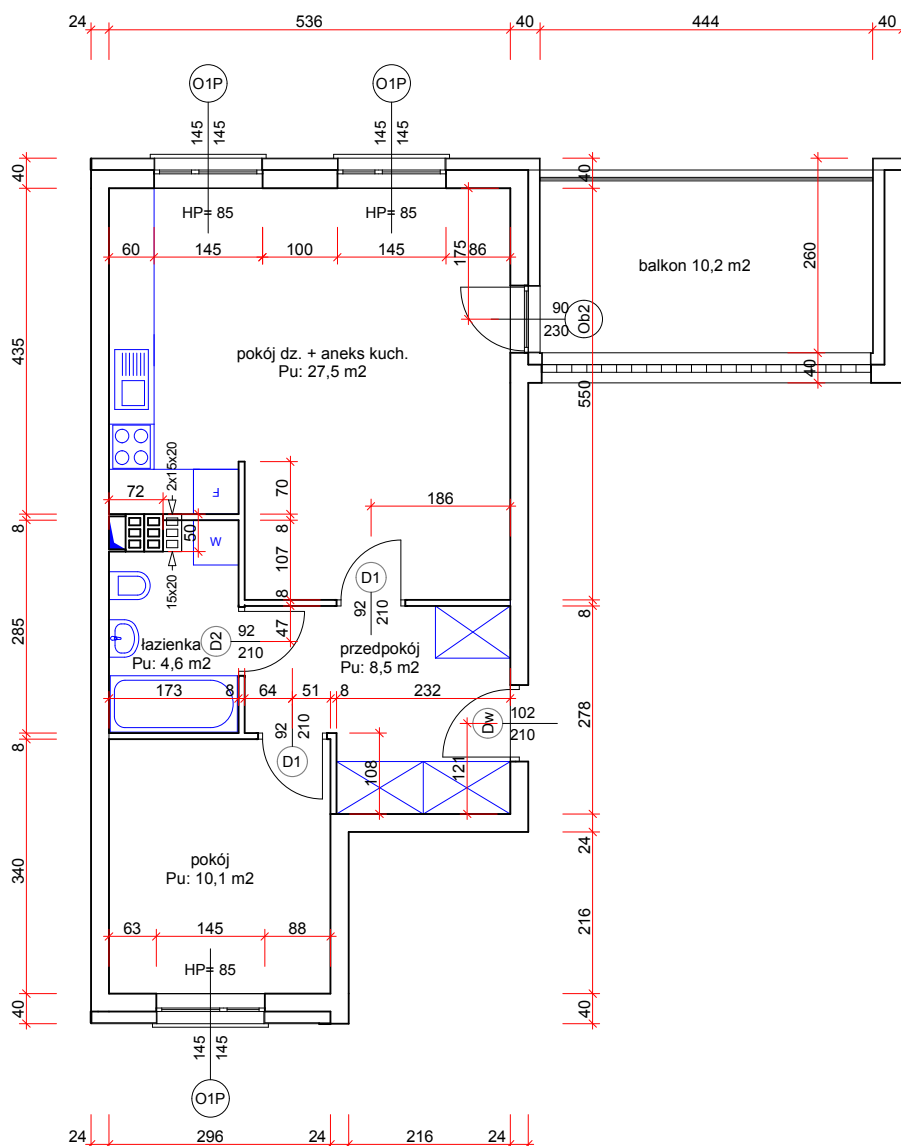 24 536 40 444 40
O1P O1P
145 145 145 145
40 40
HP= 85 HP= 85
60 145 100 145 86
175
260
balkon 10,2 m2
90
230
Ob2
435
pokój dz. + aneks kuch.
Pu: 27,5 m2
40
550
2x15x20
72
F
70
186
8
50
W
8
107
15x20
D1
92 210
8
8
285
łazienka
Pu: 4,6 m2
D2
92
210
47
przedpokój
Pu: 8,5 m2
173 8 64 51 8 232
278
92 210
Dw
102
210
8
D1
108
121
pokój
Pu: 10,1 m2
340
24
216
63 145 88
HP= 85
40 40
145 145
O1P
24 296 24 216 24